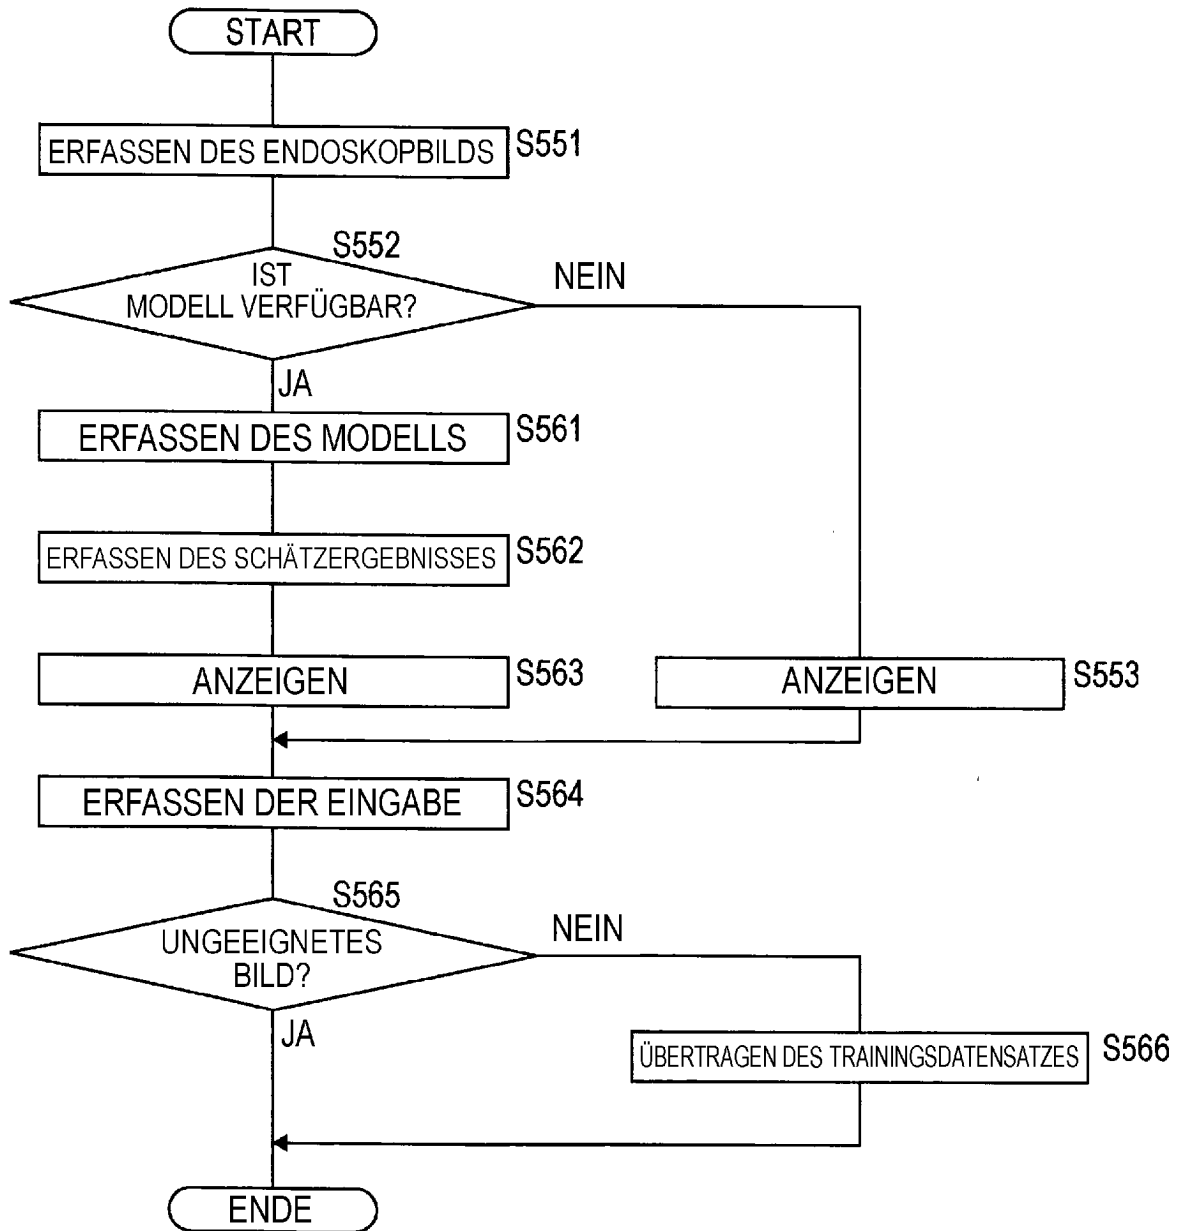 START
ERFASSEN DES ENDOSKOPBILDS
S551
S552
IST
MODELL VERFÜGBAR?
NEIN
JA
ERFASSEN DES MODELLS
S561
ERFASSEN DES SCHÄTZERGEBNISSES
S562
ANZEIGEN
S563
ANZEIGEN
S553
ERFASSEN DER EINGABE
S564
S565
UNGEEIGNETES
BILD?
NEIN
JA
ÜBERTRAGEN DES TRAININGSDATENSATZES
S566
ENDE